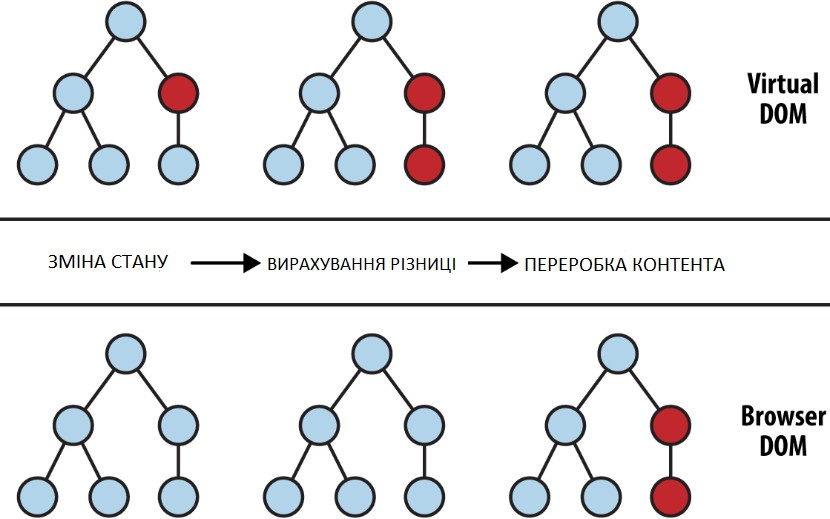 Virtual
DOM
ЗМІНА СТАНУ
ВИРАХУВАННЯ РІЗНИЦІ
ПЕРЕРОБКА КОНТЕНТА
Browser
DOM